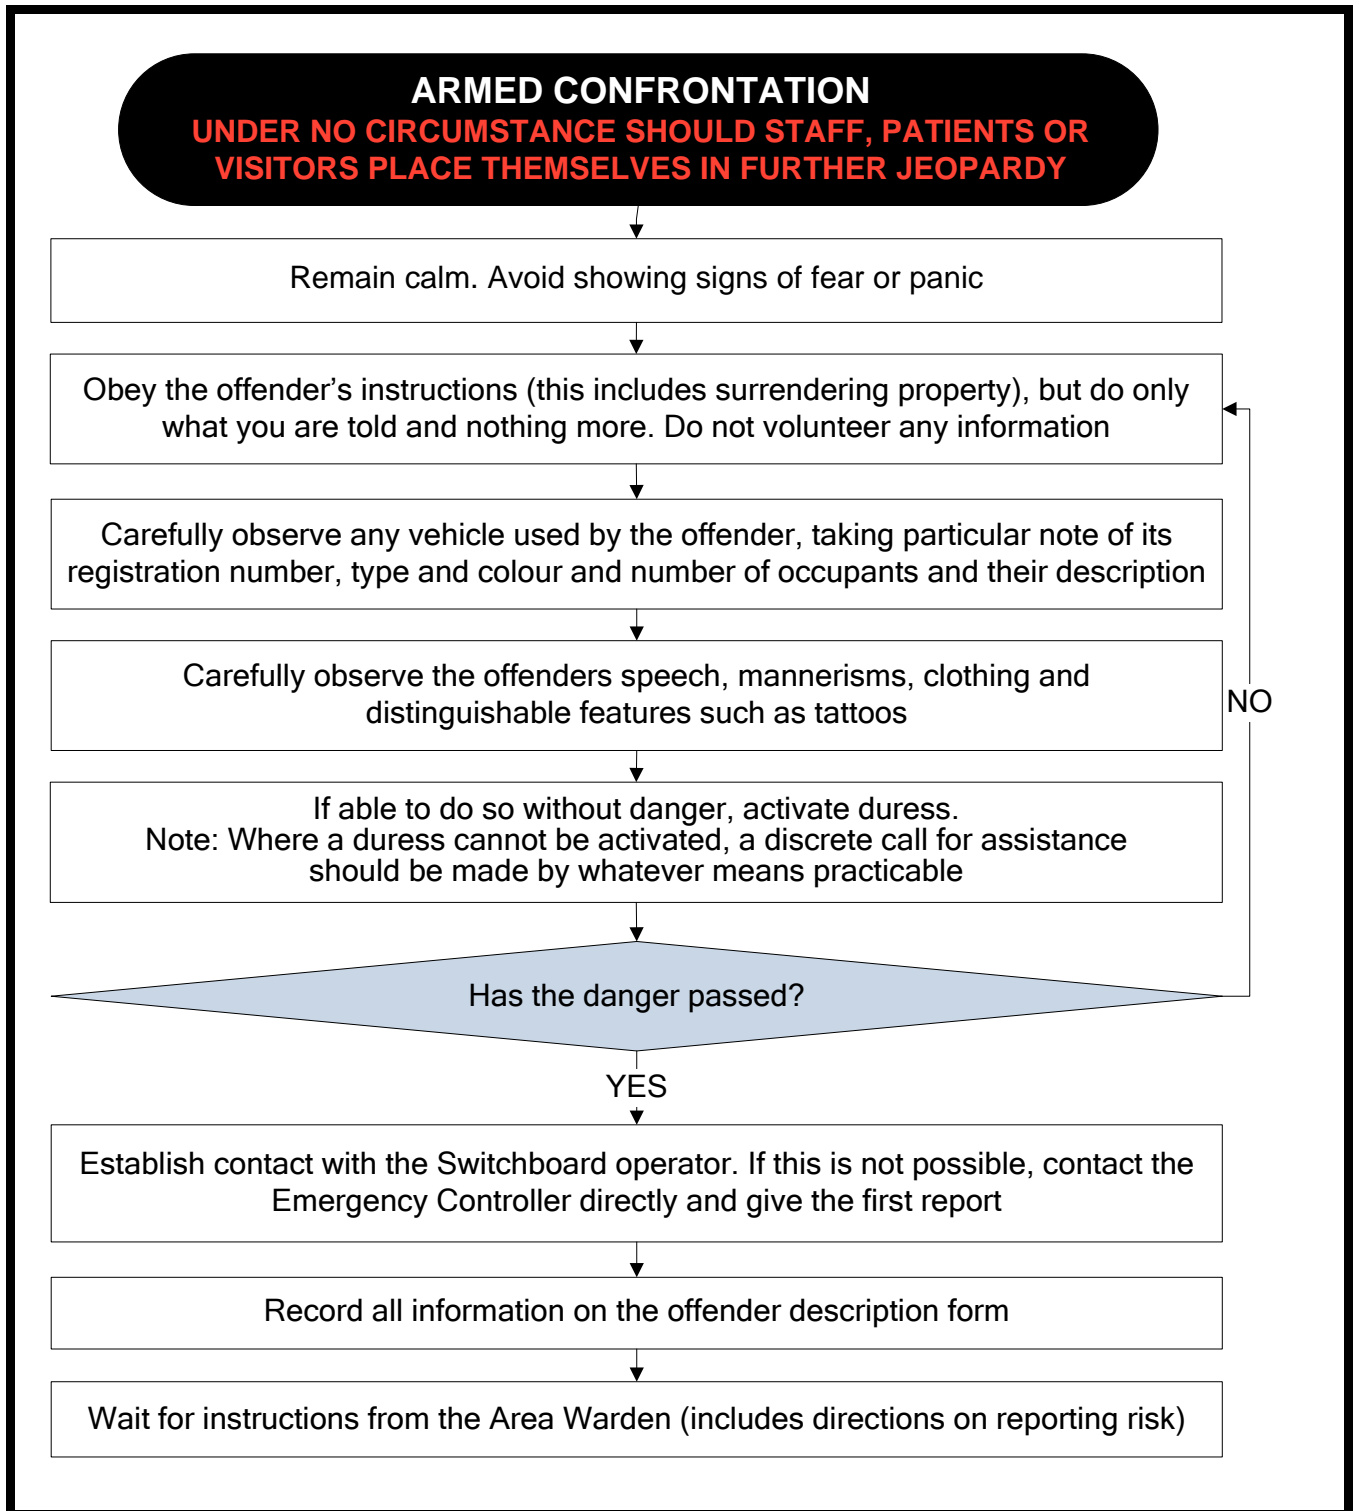 ARMED CONFRONTATION
UNDER NO CIRCUMSTANCE SHOULD STAFF, PATIENTS OR
VISITORS PLACE THEMSELVES IN FURTHER JEOPARDY
Remain calm. Avoid showing signs of fear or panic
Obey the offender’s instructions (this includes surrendering property), but do only
what you are told and nothing more. Do not volunteer any information
Carefully observe any vehicle used by the offender, taking particular note of its
registration number, type and colour and number of occupants and their description
Carefully observe the offenders speech, mannerisms, clothing and
distinguishable features such as tattoos
NO
If able to do so without danger, activate duress.
Note: Where a duress cannot be activated, a discrete call for assistance
should be made by whatever means practicable
Has the danger passed?
YES
Establish contact with the Switchboard operator. If this is not possible, contact the
Emergency Controller directly and give the first report
Record all information on the offender description form
Wait for instructions from the Area Warden (includes directions on reporting risk)